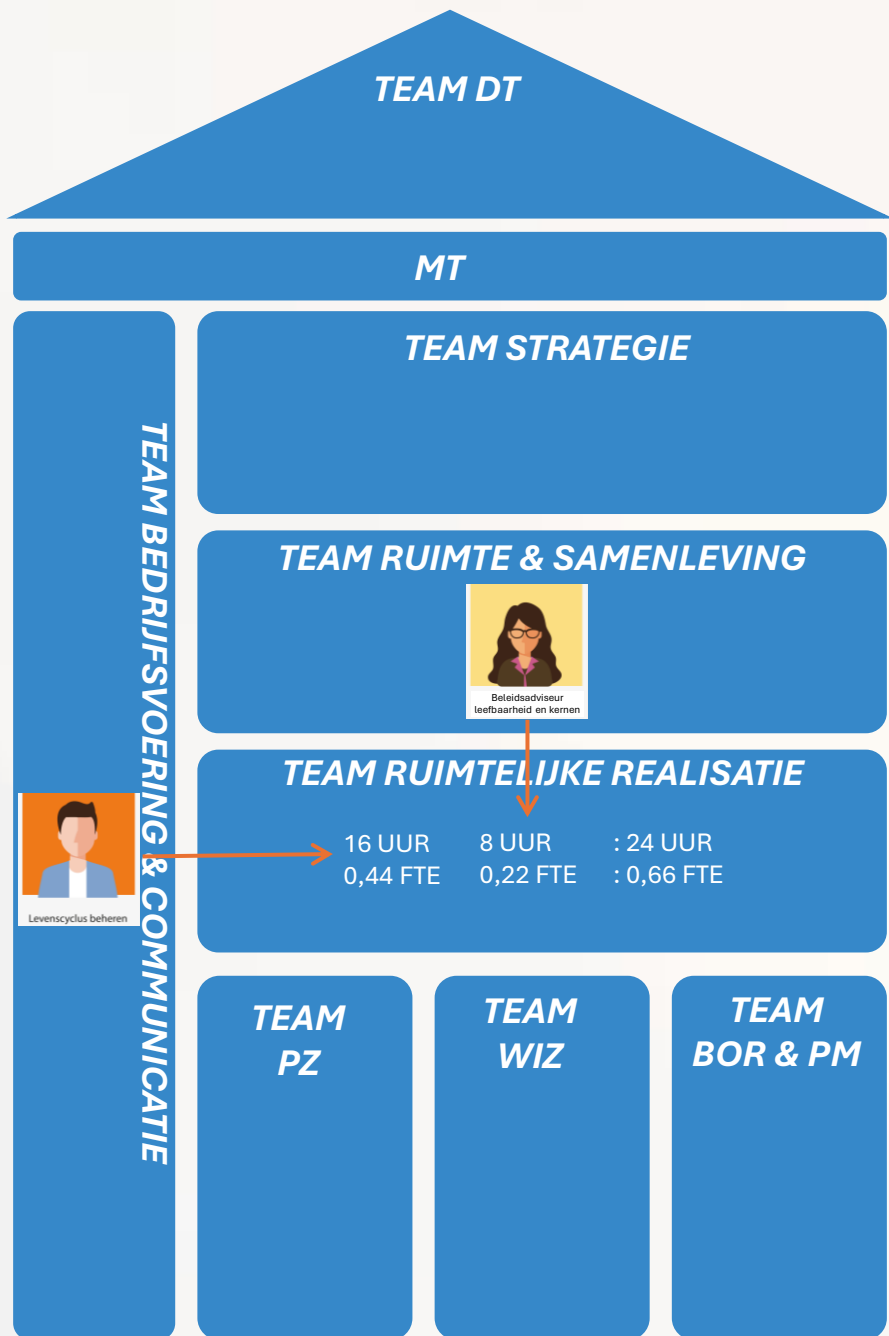 TEAM DT
MT
TEAM BEDRIJFSVOERING & COMMUNICATIE
Levenscyclus beheren
TEAM STRATEGIE
TEAM RUIMTE & SAMENLEVING
Beleidsadviseur
leefbaarheid en kernen
TEAM RUIMTELIJKE REALISATIE
16 UUR 8 UUR : 24 UUR
0,44 FTE 0,22 FTE : 0,66 FTE
TEAM
PZ
TEAM
WIZ
TEAM
BOR & PM